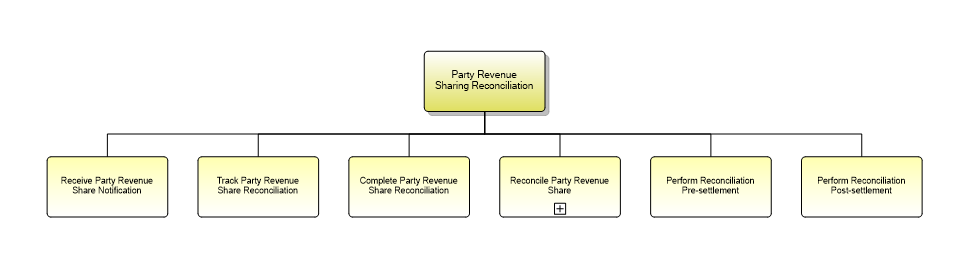 Party Revenue
Sharing Reconciliation
Receive Party Revenue
Share Notification
Track Party Revenue
Share Reconciliation
Complete Party Revenue
Share Reconciliation
Reconcile Party Revenue
Share
Perform Reconciliation
Pre-settlement
Perform Reconciliation
Post-settlement